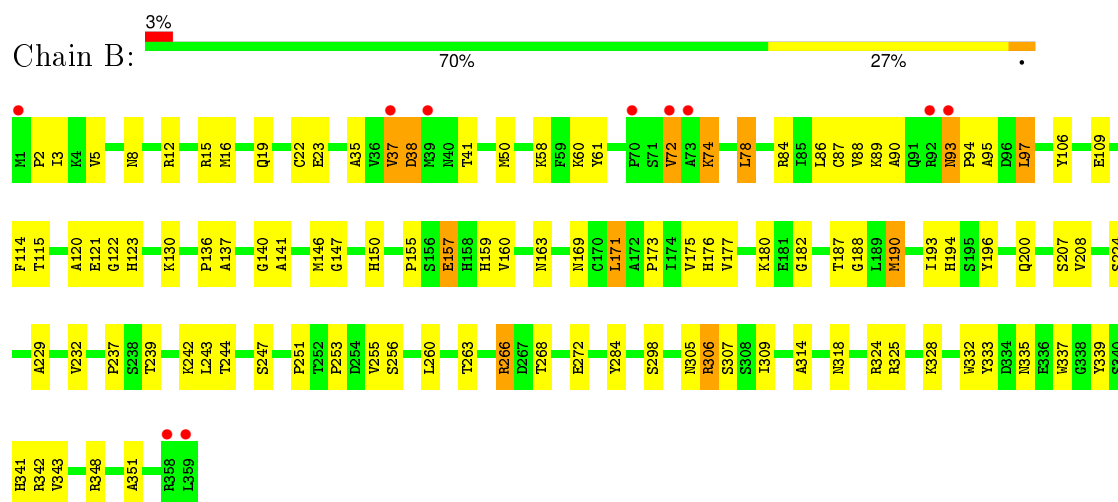 3%
Chain B:
70% 27% •
M1 P2 I3 K4 V5 N8 R12 R15 M16 Q19 C22 E23 A35 V36 V37 D38 M39 N40 T41 M50 K58 F59 K60 Y61 P70 S71 V72 A73 K74 L78 R84 I85 L86 C87 V88 K89 A90 Q91 R92 N93 P94 A95 D96 L97 Y106 E109
F114 T115 A120 E121 G122 H123 K130 P136 A137 G140 A141 M146 G147 H150 P155 S156 E157 H158 H159 V160 N163 N169 C170 L171 A172 P173 I174 V175 H176 V177 K180 E181 G182 T187 G188 L189 M190 I193 H194 S195 Y196 Q200 S207 V208 S224
A229 V232 P237 S238 T239 K242 L243 T244 S247 P251 T252 P253 D254 V255 S256 L260 T263 R266 D267 T268 E272 Y284 S298 N305 R306 S307 S308 I309 A314 N318 R324 R325 K328 W332 Y333 D334 N335 E336 W337 G338 Y339 S340
H341 R342 V343 R348 A351 R358 L359